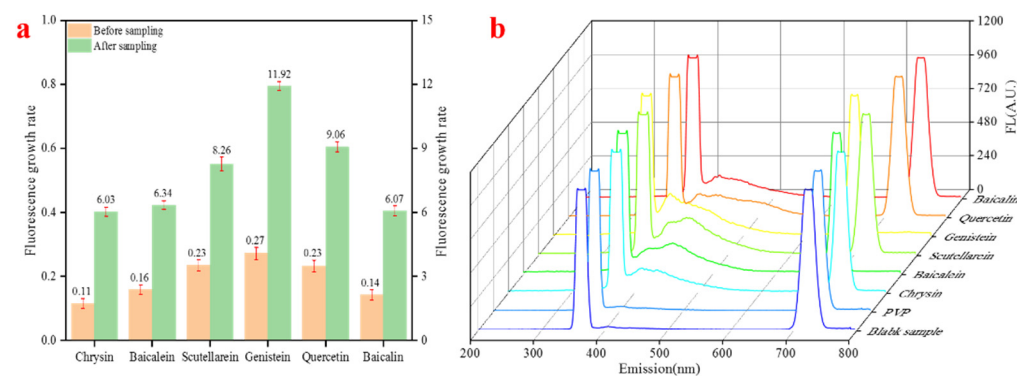 a
Before sampling
After sampling
Fluorescence growth rate
1.0
0.8
0.6
0.4
0.2
0.0
15
12
9
6
3
0
Fluorescence growth rate
0.11
6.03
0.16
6.34
0.23
8.26
0.27
11.92
0.23
9.06
0.14
6.07
Chrysin
Baicalein
Scutellarein
Genistein
Quercetin
Baicalin
b
1200
960
720
480
240
0
FL(A.U.)
Baicalin
Quercetin
Genistein
Scutellarein
Baicalein
Chrysin
PVP
Blabk sample
200
300
400
500
600
700
800
Emission(nm)